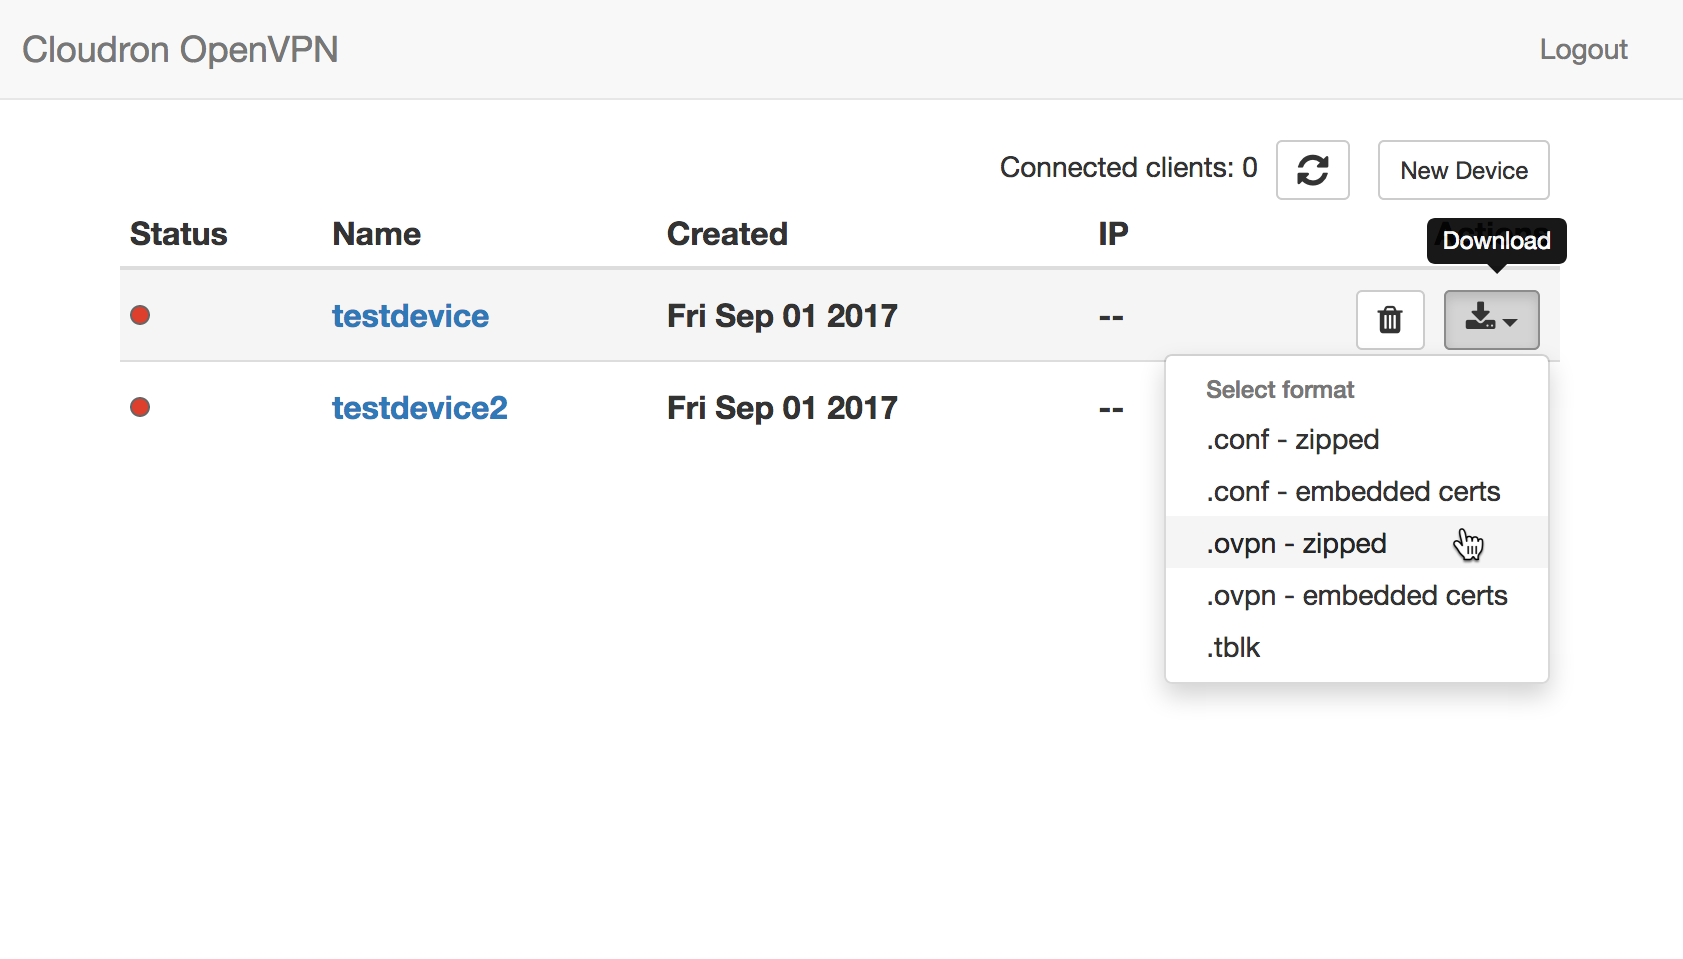 Cloudron OpenVPN Logout
Connected clients: 0 New Device
Status Name Created IP Actions
Download
testdevice Fri Sep 01 2017 --
testdevice2 Fri Sep 01 2017 --
Select format
.conf - zipped
.conf - embedded certs
.ovpn - zipped
.ovpn - embedded certs
.tblk